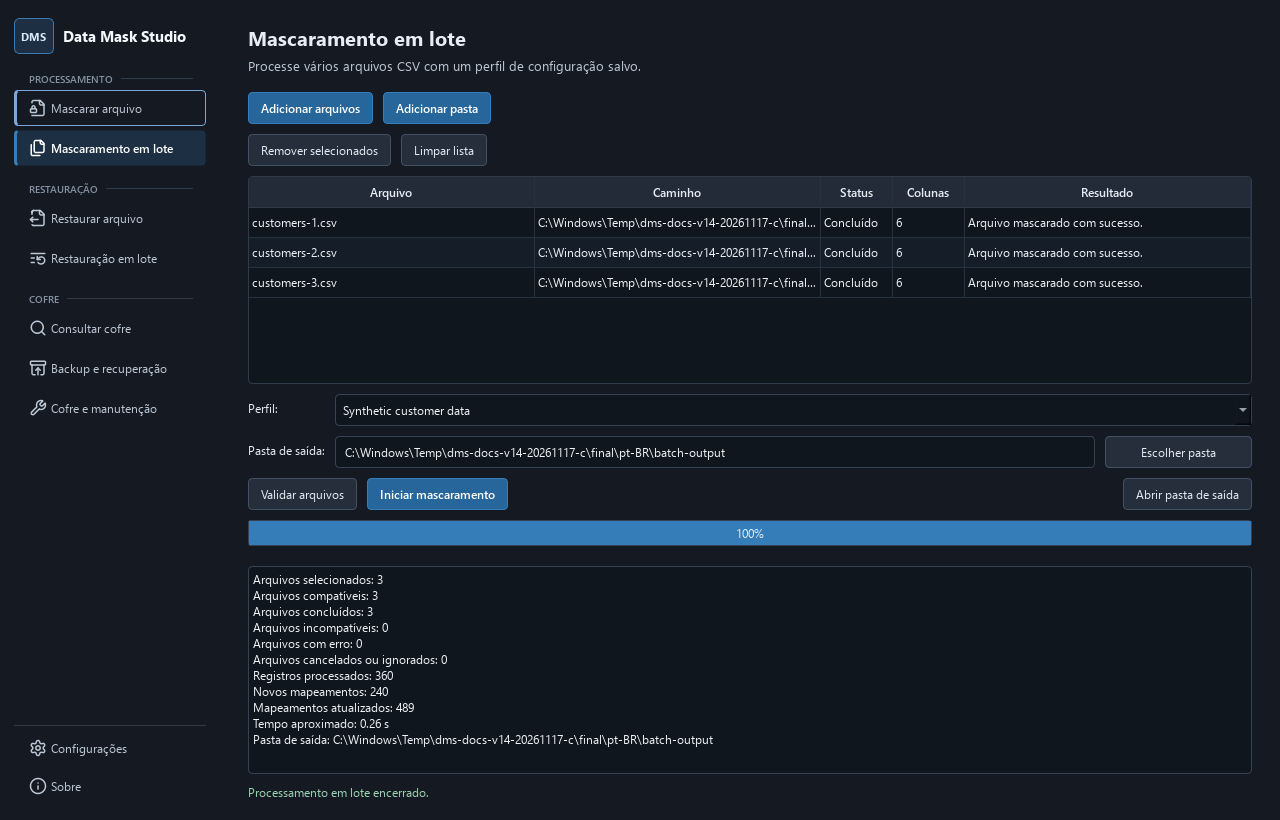 DMS Data Mask Studio
PROCESSAMENTO
Mascarar arquivo
Mascaramento em lote
RESTAURAÇÃO
Restaurar arquivo
Restauração em lote
COFRE
Consultar cofre
Backup e recuperação
Cofre e manutenção
Configurações
Sobre
Mascaramento em lote
Processe vários arquivos CSV com um perfil de configuração salvo.
Adicionar arquivos Adicionar pasta
Remover selecionados Limpar lista
Arquivo Caminho Status Colunas Resultado
customers-1.csv C:\Windows\Temp\dms-docs-v14-20261117-c\final... Concluído 6 Arquivo mascarado com sucesso.
customers-2.csv C:\Windows\Temp\dms-docs-v14-20261117-c\final... Concluído 6 Arquivo mascarado com sucesso.
customers-3.csv C:\Windows\Temp\dms-docs-v14-20261117-c\final... Concluído 6 Arquivo mascarado com sucesso.
Perfil: Synthetic customer data
Pasta de saída: C:\Windows\Temp\dms-docs-v14-20261117-c\final\pt-BR\batch-output Escolher pasta
Validar arquivos Iniciar mascaramento Abrir pasta de saída
100%
Arquivos selecionados: 3
Arquivos compatíveis: 3
Arquivos concluídos: 3
Arquivos incompatíveis: 0
Arquivos com erro: 0
Arquivos cancelados ou ignorados: 0
Registros processados: 360
Novos mapeamentos: 240
Mapeamentos atualizados: 489
Tempo aproximado: 0.26 s
Pasta de saída: C:\Windows\Temp\dms-docs-v14-20261117-c\final\pt-BR\batch-output
Processamento em lote encerrado.